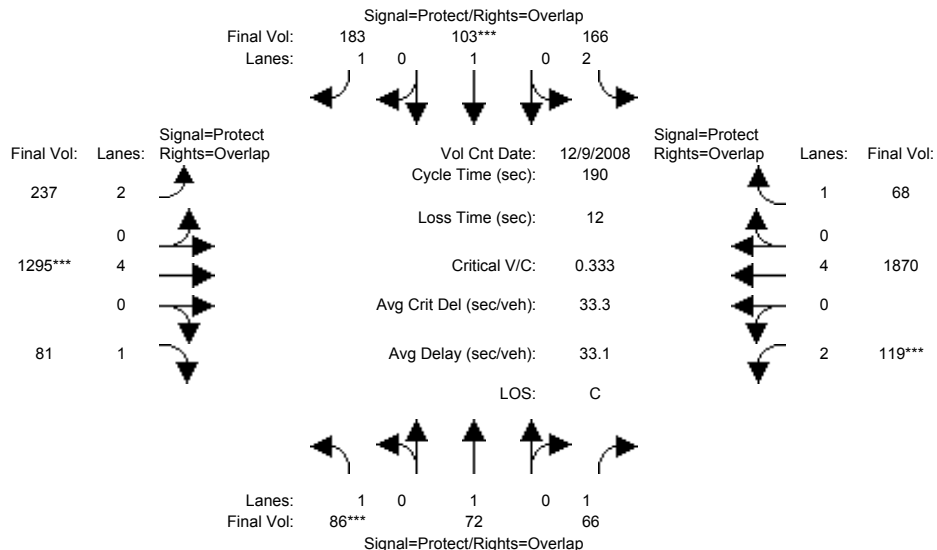 Signal=Protect/Rights=Overlap
Final Vol: 183 103*** 166
Lanes: 1 0 1 0 2
Signal=Protect
Rights=Overlap
Final Vol: Lanes:
Vol Cnt Date: 12/9/2008
Signal=Protect
Rights=Overlap
Lanes: Final Vol:
Cycle Time (sec): 190
237 2
1 68
Loss Time (sec): 12
0
0
1295*** 4
Critical V/C: 0.333
4 1870
0
Avg Crit Del (sec/veh): 33.3
0
81 1
Avg Delay (sec/veh): 33.1
2 119***
LOS: C
Lanes: 1 0 1 0 1
Final Vol: 86*** 72 66
Signal=Protect/Rights=Overlap